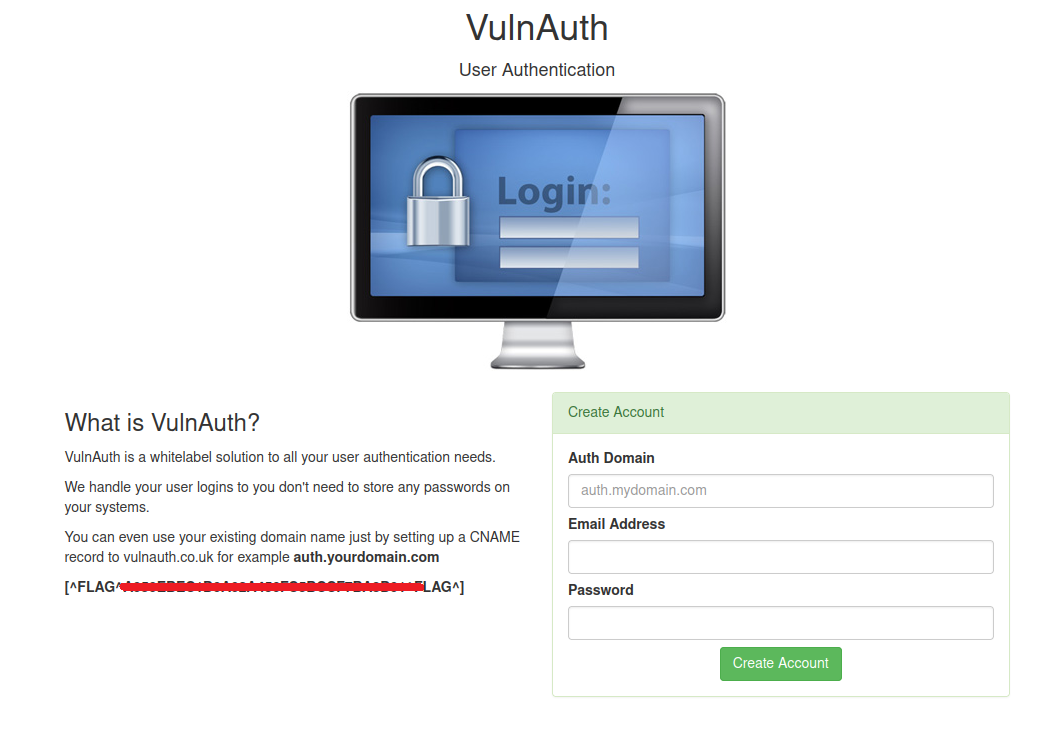 VulnAuth
User Authentication
Login:
What is VulnAuth?
VulnAuth is a whitelabel solution to all your user authentication needs.
We handle your user logins to you don't need to store any passwords on
your systems.
You can even use your existing domain name just by setting up a CNAME
record to vulnauth.co.uk for example auth.yourdomain.com
[^FLAG^ LAG^]
Create Account
Auth Domain
auth.mydomain.com
Email Address
Password
Create Account